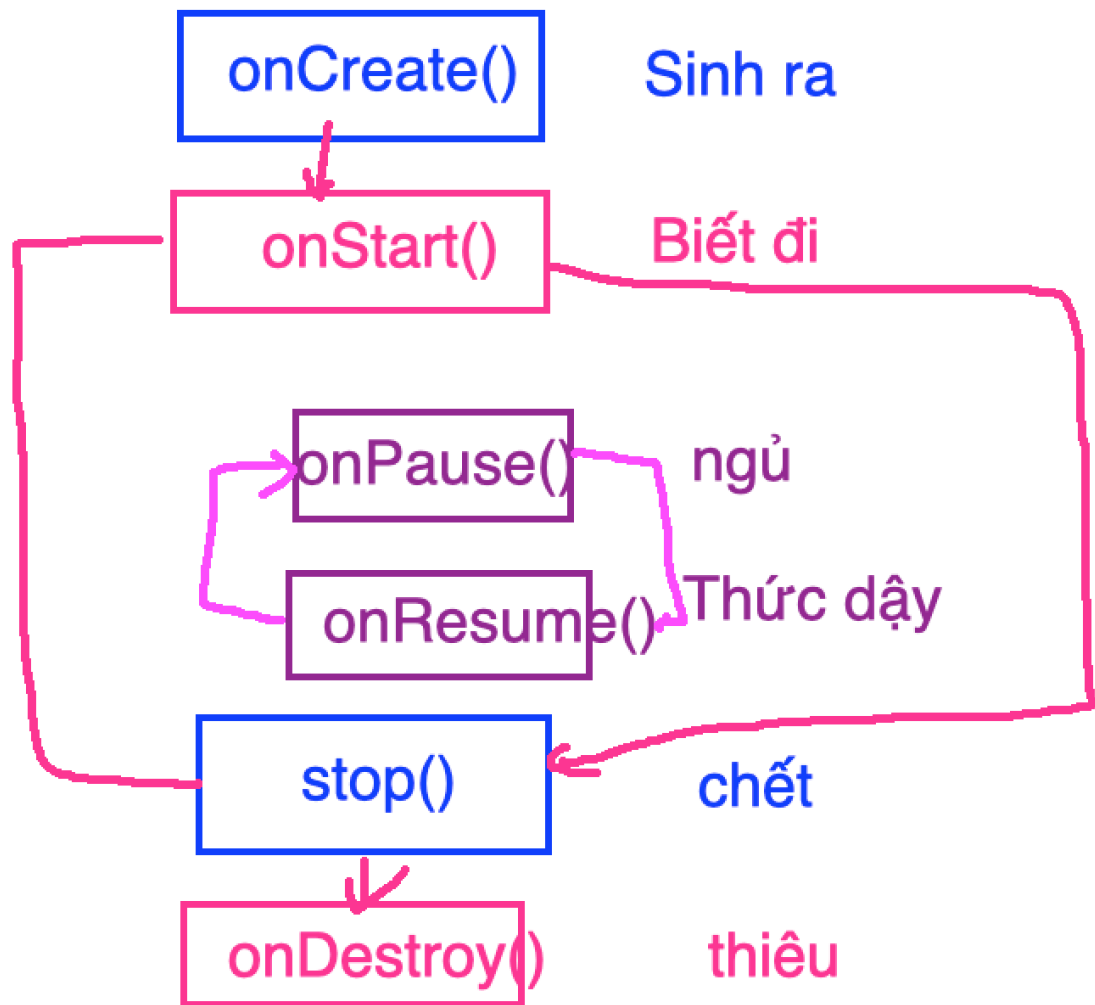 onCreate() Sinh ra
onStart() Biết đi
onPause() ngủ
onResume() Thức dậy
stop() chết
onDestroy() thiêu